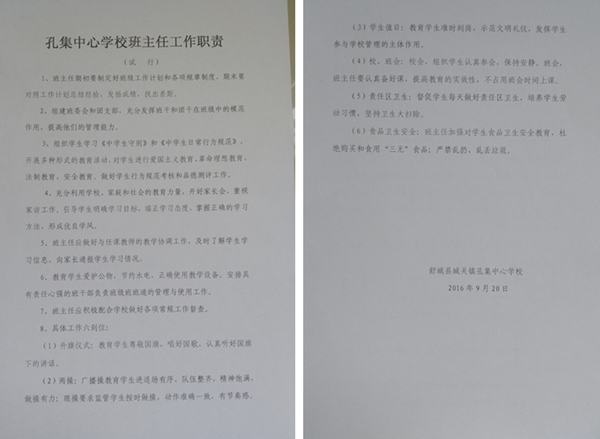 孔集中心学校班主任工作职责
（试 行）
1、班主任期初要制定好班级工作计划和各项规章制度，期末要
对照工作计划总结经验，发扬成绩，找出差距。
2、组建班委会和团支部，充分发挥班干和团干在班级中的模范
作用，提高他们的管理能力。
3、组织学生学习《中学生守则》和《中学生日常行为规范》，
开展多种形式的教育活动，对学生进行爱国主义教育、革命理想教育、
法制教育、安全教育，做好学生行为规范考核和品德测评工作。
4、充分利用学校、家庭和社会的教育力量，开好家长会，重视
家访工作，引导学生明确学习目标，端正学习态度，掌握正确的学习
方法，形成优良学风。
5、班主任应做好与任课教师的教学协调工作，及时了解学生学
习信息，向家长通报学生学习情况。
6、教育学生爱护公物，节约水电，正确使用教学设备，安排具
有责任心强的班干部负责班级班班通的管理与使用工作。
7、班主任应积极配合学校做好各项常规工作督查。
8、具体工作六到位：
（1）升旗仪式：教育学生尊敬国旗，唱好国歌，认真听好国旗
下的讲话。
（2）两操：广播操教育学生进退场有序，队伍整齐，精神饱满，
做操有力；眼操要求监管学生按时做操，动作准确一致，有节奏感。
（3）学生值日：教育学生准时到岗，示范文明礼仪，发挥学生
参与学校管理的主体作用。
（4）校、班会：校会，组织学生认真参会，保持安静。班会，
班主任要认真备好课，提高教育的实效性，不占用班会时间上课。
（5）责任区卫生：督促学生每天做好责任区卫生，培养学生劳
动习惯，坚持卫生大扫除。
（6）食品卫生安全：班主任加强对学生食品卫生安全教育，杜
绝购买和食用“三无”食品；严禁乱扔、乱丢垃圾。
舒城县城关镇孔集中心学校
2016 年 9 月 20 日